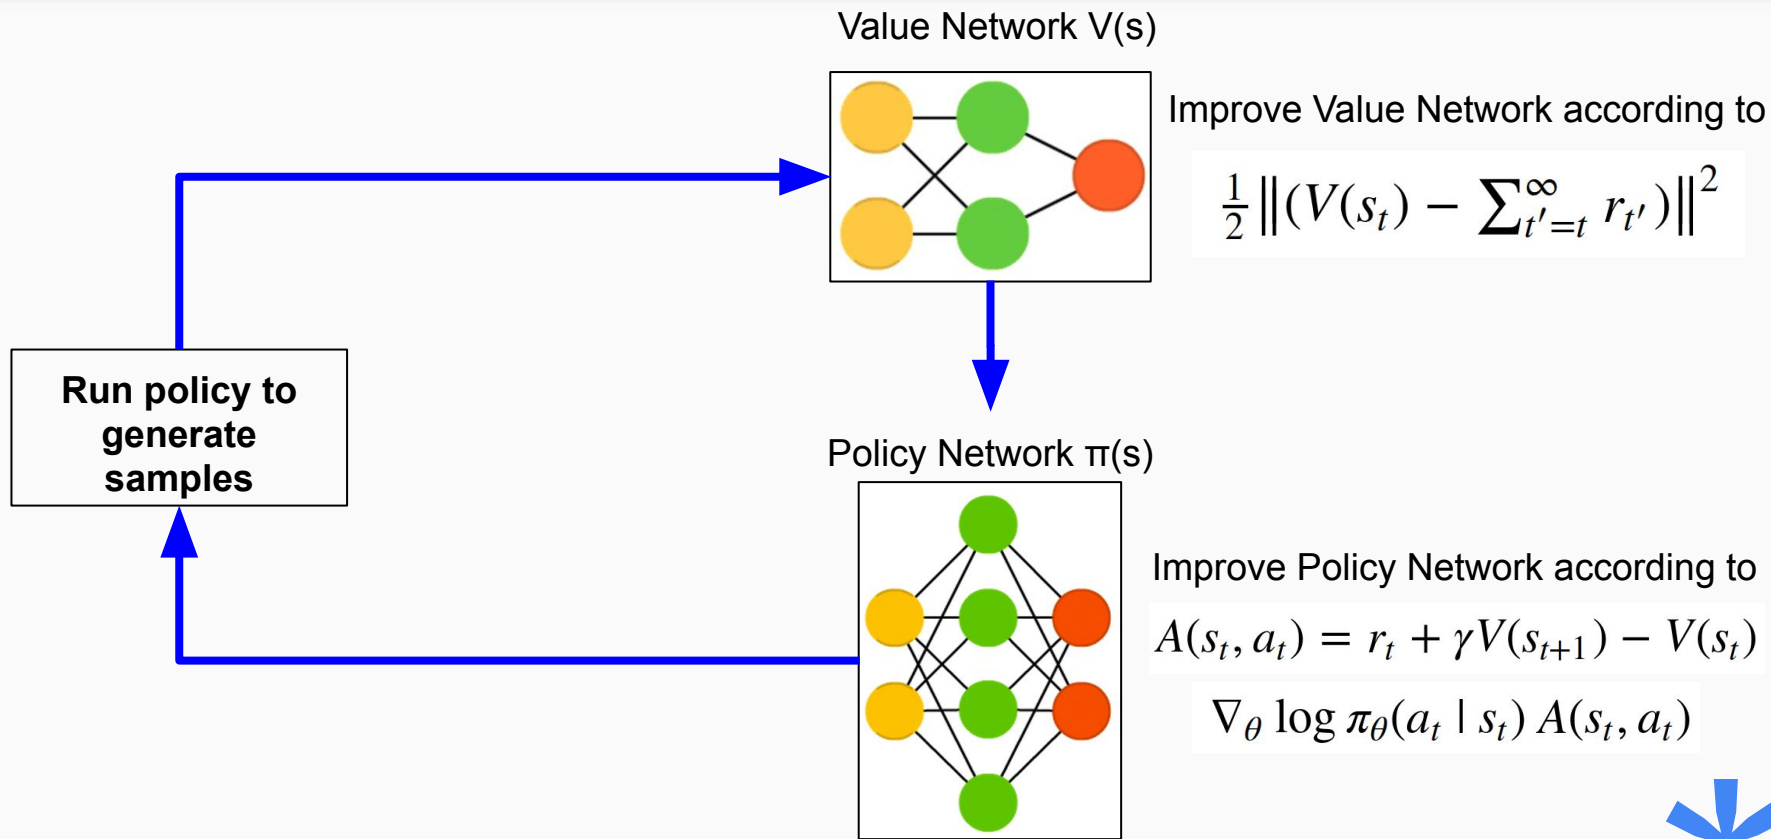 Value Network V(s)
Improve Value Network according to
½‖(V(sₜ) − ∑_{t′=t}^{∞} r_{t′})‖²
Run policy to
generate
samples
Policy Network π(s)
Improve Policy Network according to
A(sₜ, aₜ) = rₜ + γV(sₜ₊₁) − V(sₜ)
∇_θ log π_θ(aₜ | sₜ) A(sₜ, aₜ)